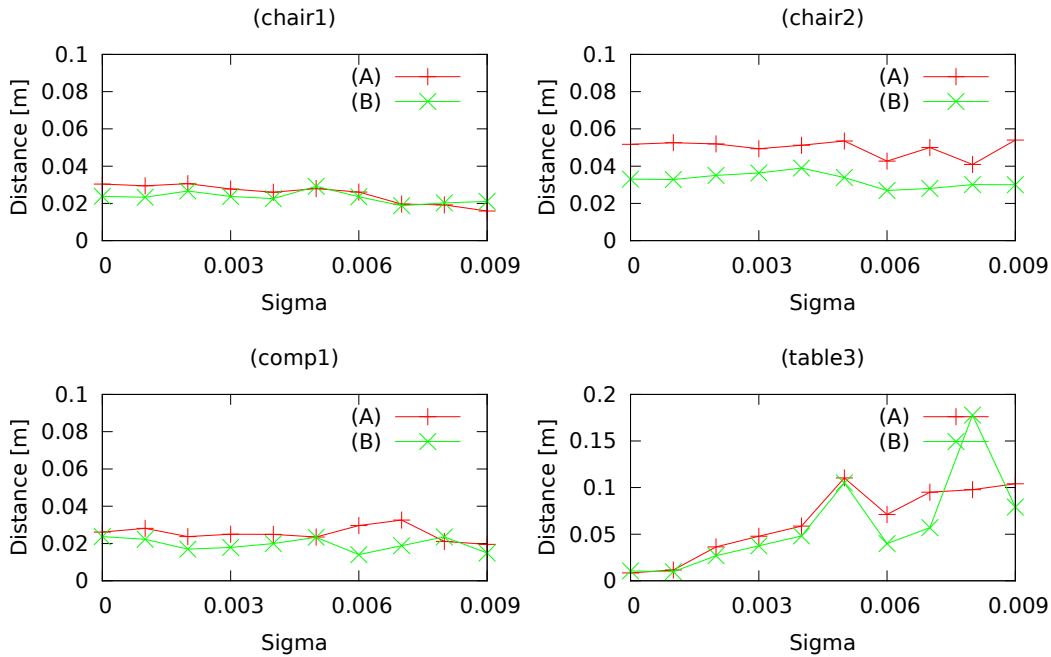 (chair1)
0.1
0.08
0.06
0.04
0.02
0
Distance [m]
(A)
(B)
0
0.003
0.006
0.009
Sigma
(chair2)
0.1
0.08
0.06
0.04
0.02
0
Distance [m]
(A)
(B)
0
0.003
0.006
0.009
Sigma
(comp1)
0.1
0.08
0.06
0.04
0.02
0
Distance [m]
(A)
(B)
0
0.003
0.006
0.009
Sigma
(table3)
0.2
0.15
0.1
0.05
0
Distance [m]
(A)
(B)
0
0.003
0.006
0.009
Sigma